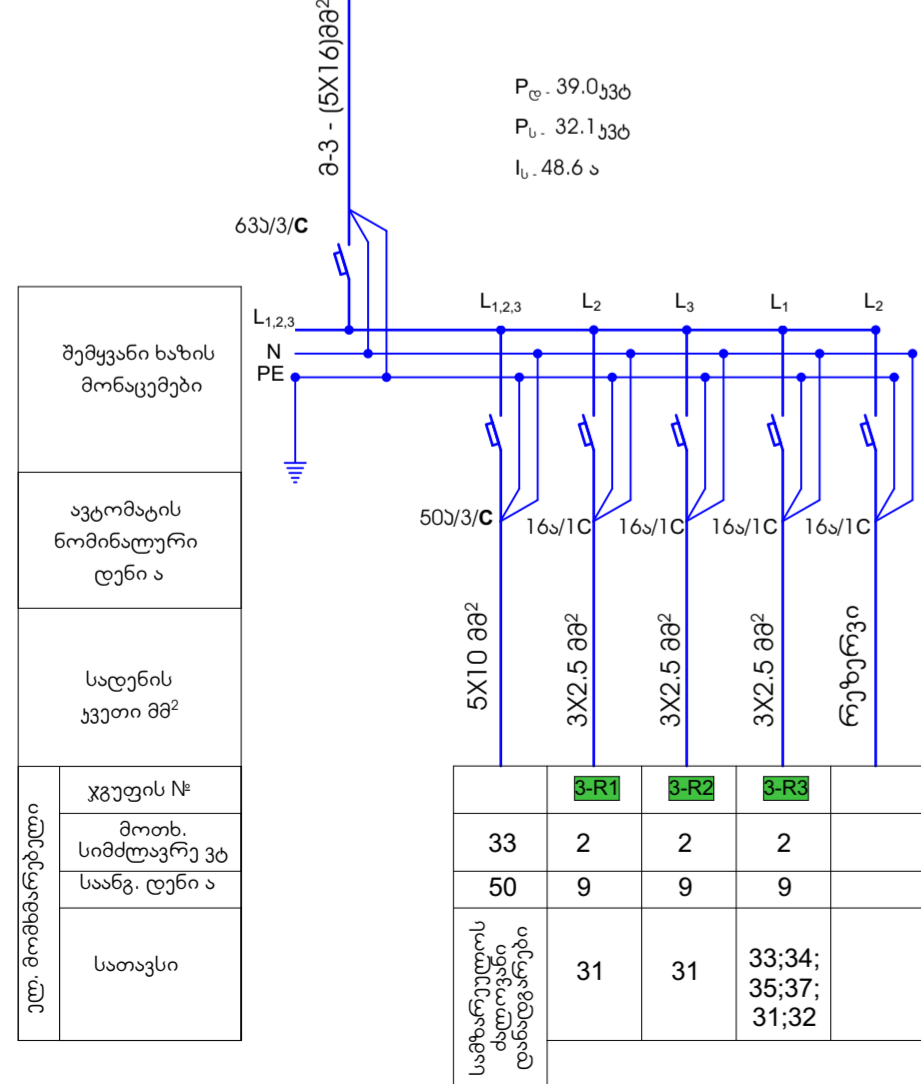 მ-3 - (5X16)მმ²
Pდ - 39.0კვტ
Pს - 32.1კვტ
Iს - 48.6 ა
63ა/3/C
L1,2,3
N
PE
L1,2,3
L2
L3
L1
L2
შემყვანი ხაზის
მონაცემები
ავტომატის
ნომინალური
დენი ა
50ა/3/C
16ა/1C
16ა/1C
16ა/1C
16ა/1C
სადენის
კვეთი მმ²
5X10 მმ²
3X2.5 მმ²
3X2.5 მმ²
3X2.5 მმ²
რეზერვი
ელ. მომხმარებელი
ჯგუფის №
3-R1
3-R2
3-R3
მოთხ.
სიმძლავრე ვტ
33
2
2
2
საანგ. დენი ა
50
9
9
9
სათავსი
სამზარეულოს
ძალოვანი
დანადგარები
31
31
33;34;
35;37;
31;32